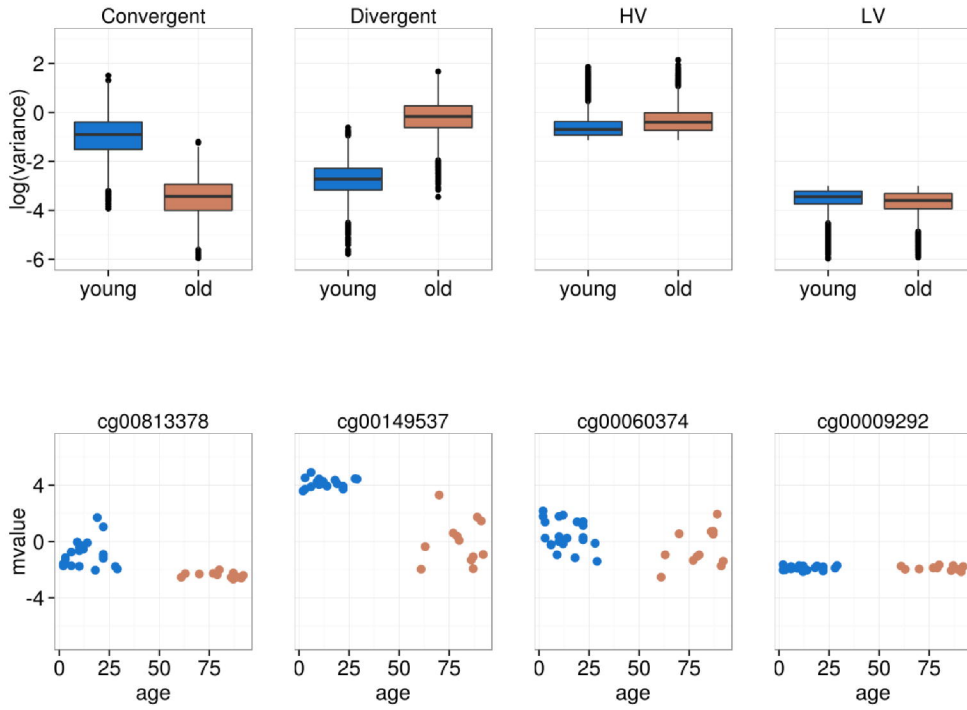 Convergent Divergent HV LV
log(variance)
2
0
-2
-4
-6
young old young old young old young old
cg00813378 cg00149537 cg00060374 cg00009292
mvalue
4
0
-4
0 25 50 75 0 25 50 75 0 25 50 75 0 25 50 75
age age age age